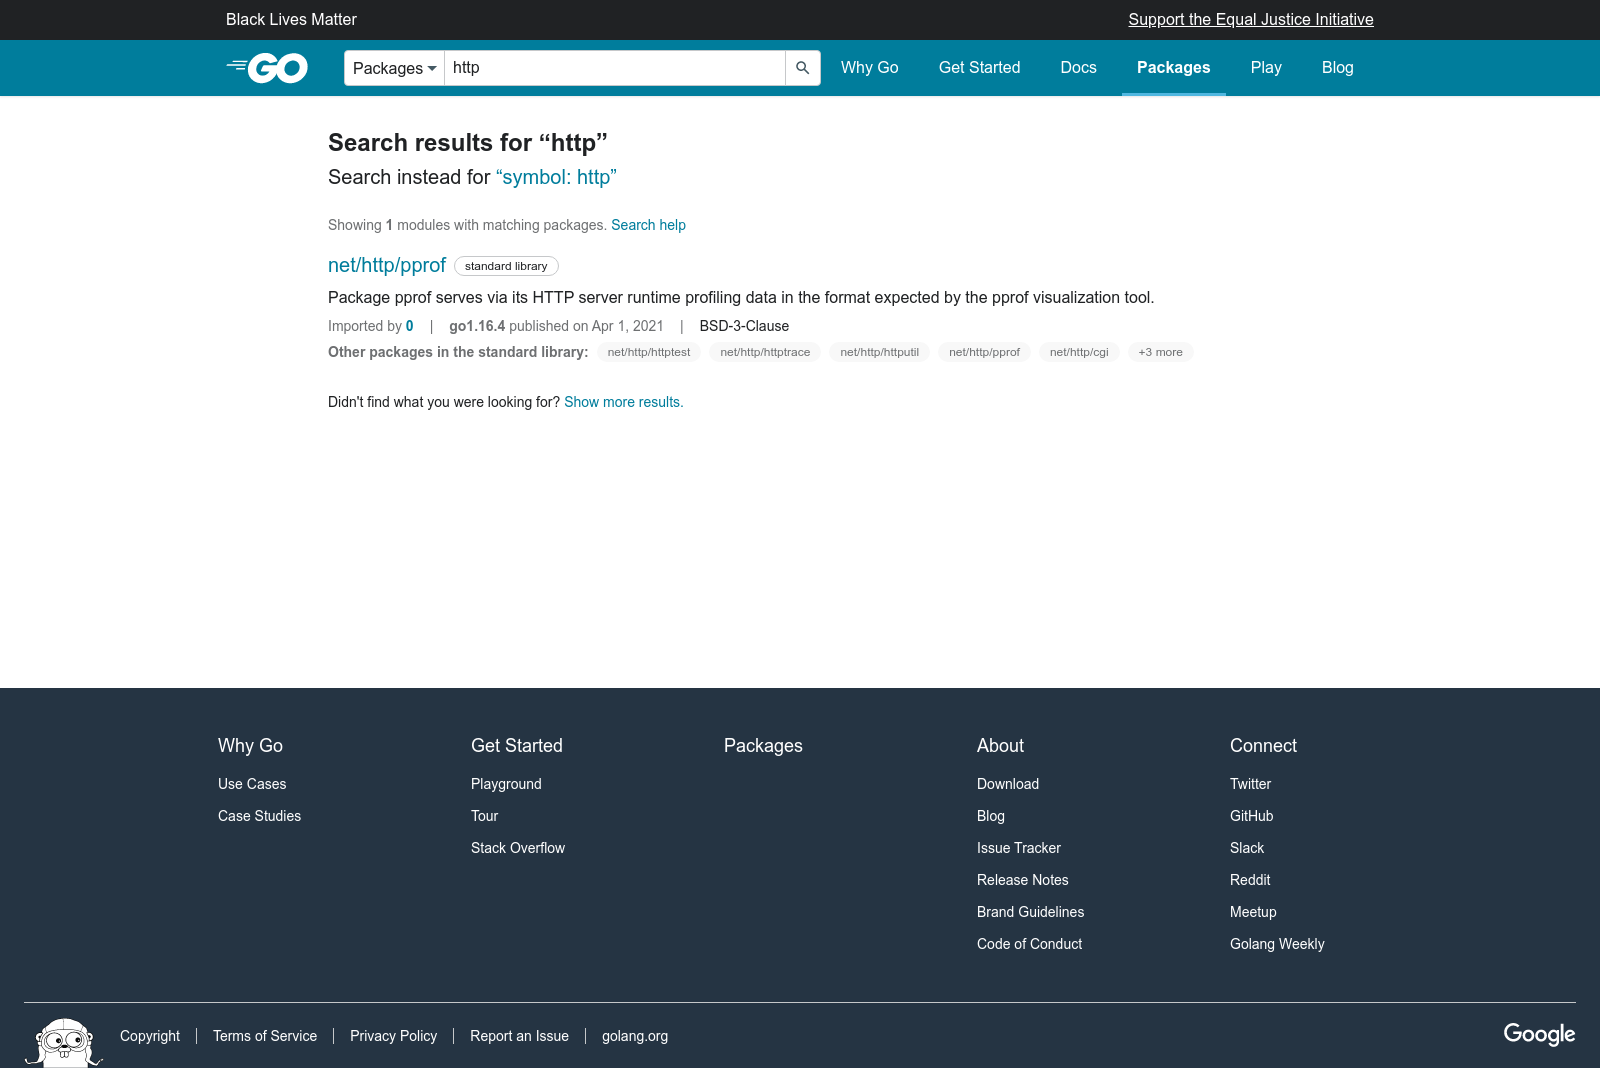 Black Lives Matter Support the Equal Justice Initiative
GO Packages http Why Go Get Started Docs Packages Play Blog
Search results for “http”
Search instead for “symbol: http”
Showing 1 modules with matching packages. Search help
net/http/pprof standard library
Package pprof serves via its HTTP server runtime profiling data in the format expected by the pprof visualization tool.
Imported by 0 | go1.16.4 published on Apr 1, 2021 | BSD-3-Clause
Other packages in the standard library: net/http/httptest net/http/httptrace net/http/httputil net/http/pprof net/http/cgi +3 more
Didn't find what you were looking for? Show more results.
Why Go
Use Cases
Case Studies
Get Started
Playground
Tour
Stack Overflow
Packages
About
Download
Blog
Issue Tracker
Release Notes
Brand Guidelines
Code of Conduct
Connect
Twitter
GitHub
Slack
Reddit
Meetup
Golang Weekly
Copyright Terms of Service Privacy Policy Report an Issue golang.org Google